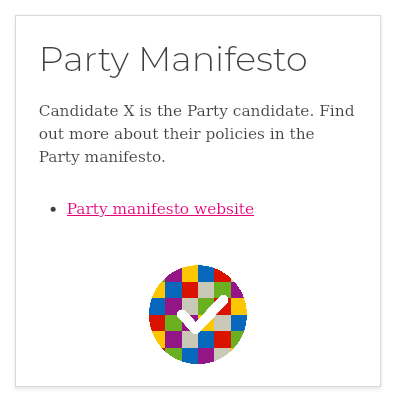 Party Manifesto
Candidate X is the Party candidate. Find
out more about their policies in the
Party manifesto.
• Party manifesto website